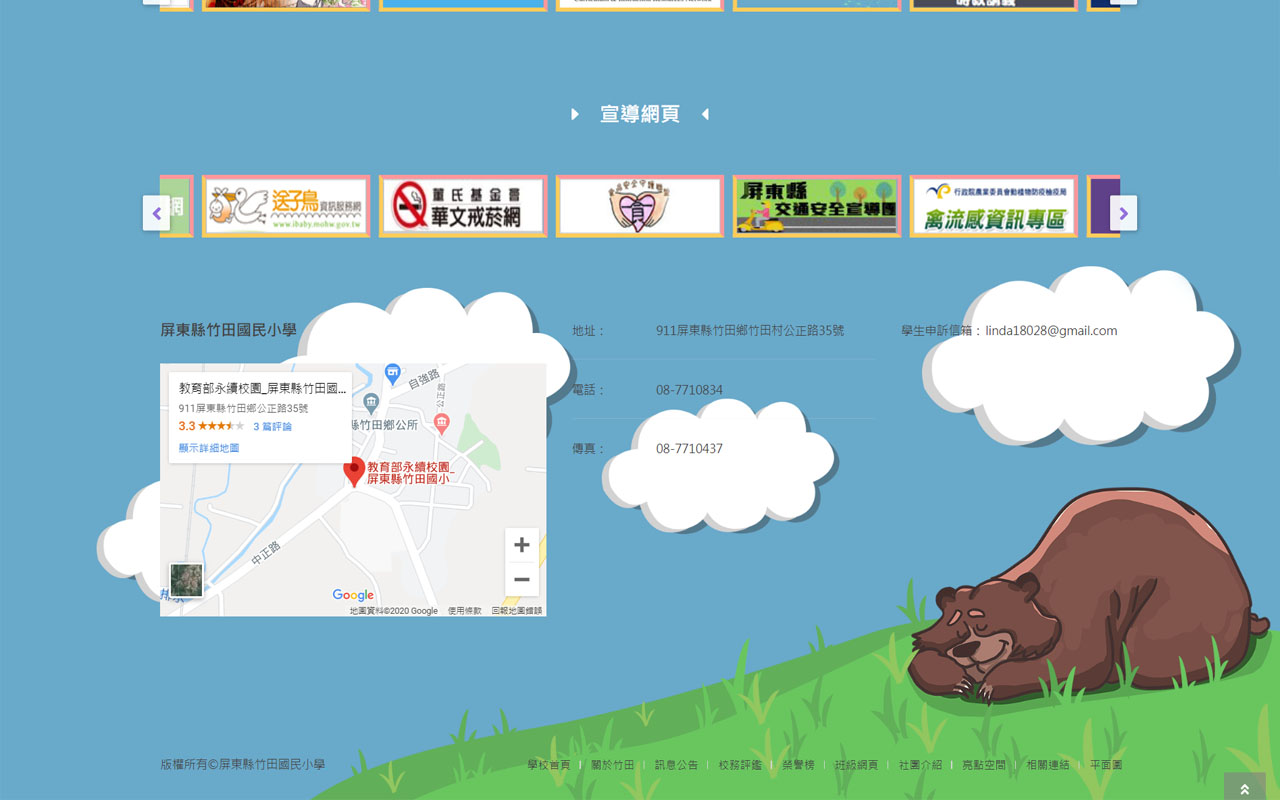 宣導網頁
網
送子鳥資訊服務網
www.ibaby.mohw.gov.tw
董氏基金會
華文戒菸網
食品安全守護聯盟
育
屏東縣
交通安全宣導團
行政院農業委員會動植物防疫檢疫局
禽流感資訊專區
屏東縣竹田國民小學
地址：
911屏東縣竹田鄉竹田村公正路35號
學生申訴信箱：linda18028@gmail.com
電話：
08-7710834
傳真：
08-7710437
教育部永續校園_屏東縣竹田國...
911屏東縣竹田鄉公正路35號
3.3
3 篇評論
顯示詳細地圖
自強路
公正路
縣竹田鄉公所
教育部永續校園_
屏東縣竹田國小
中正路
Google
地圖資料©2020 Google 使用條款 回報地圖錯誤
版權所有©屏東縣竹田國民小學
學校首頁 | 關於竹田 | 訊息公告 | 校務評鑑 | 榮譽榜 | 班級網頁 | 社團介紹 | 亮點空間 | 相關連結 | 平面圖